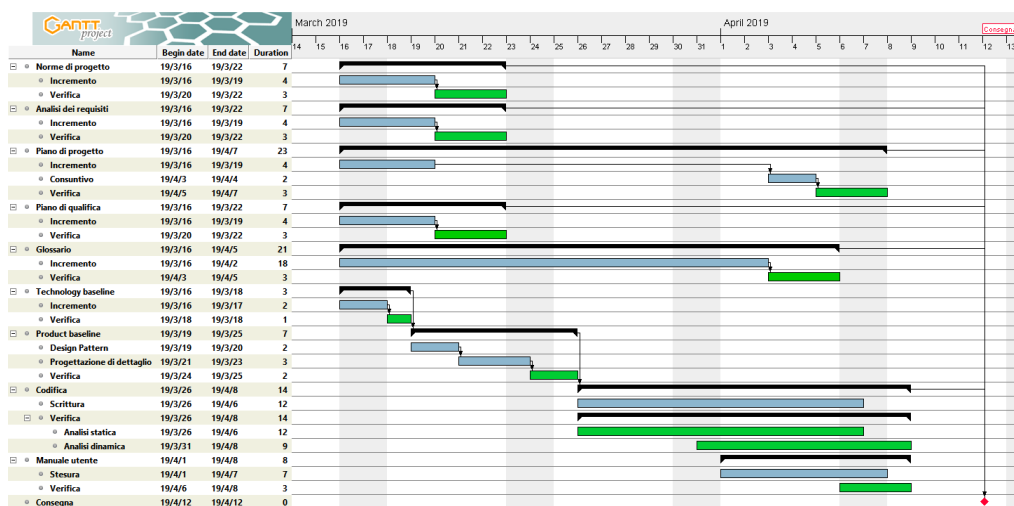 GANTT
project
March 2019
April 2019
Consegna
Name Begin date End date Duration
14 15 16 17 18 19 20 21 22 23 24 25 26 27 28 29 30 31 1 2 3 4 5 6 7 8 9 10 11 12 13
Norme di progetto 19/3/16 19/3/22 7
Incremento 19/3/16 19/3/19 4
Verifica 19/3/20 19/3/22 3
Analisi dei requisiti 19/3/16 19/3/22 7
Incremento 19/3/16 19/3/19 4
Verifica 19/3/20 19/3/22 3
Piano di progetto 19/3/16 19/4/7 23
Incremento 19/3/16 19/3/19 4
Consuntivo 19/4/3 19/4/4 2
Verifica 19/4/5 19/4/7 3
Piano di qualifica 19/3/16 19/3/22 7
Incremento 19/3/16 19/3/19 4
Verifica 19/3/20 19/3/22 3
Glossario 19/3/16 19/4/5 21
Incremento 19/3/16 19/4/2 18
Verifica 19/4/3 19/4/5 3
Technology baseline 19/3/16 19/3/18 3
Incremento 19/3/16 19/3/17 2
Verifica 19/3/18 19/3/18 1
Product baseline 19/3/19 19/3/25 7
Design Pattern 19/3/19 19/3/20 2
Progettazione di dettaglio 19/3/21 19/3/23 3
Verifica 19/3/24 19/3/25 2
Codifica 19/3/26 19/4/8 14
Scrittura 19/3/26 19/4/6 12
Verifica 19/3/26 19/4/8 14
Analisi statica 19/3/26 19/4/6 12
Analisi dinamica 19/3/31 19/4/8 9
Manuale utente 19/4/1 19/4/8 8
Stesura 19/4/1 19/4/7 7
Verifica 19/4/6 19/4/8 3
Consegna 19/4/12 19/4/12 0